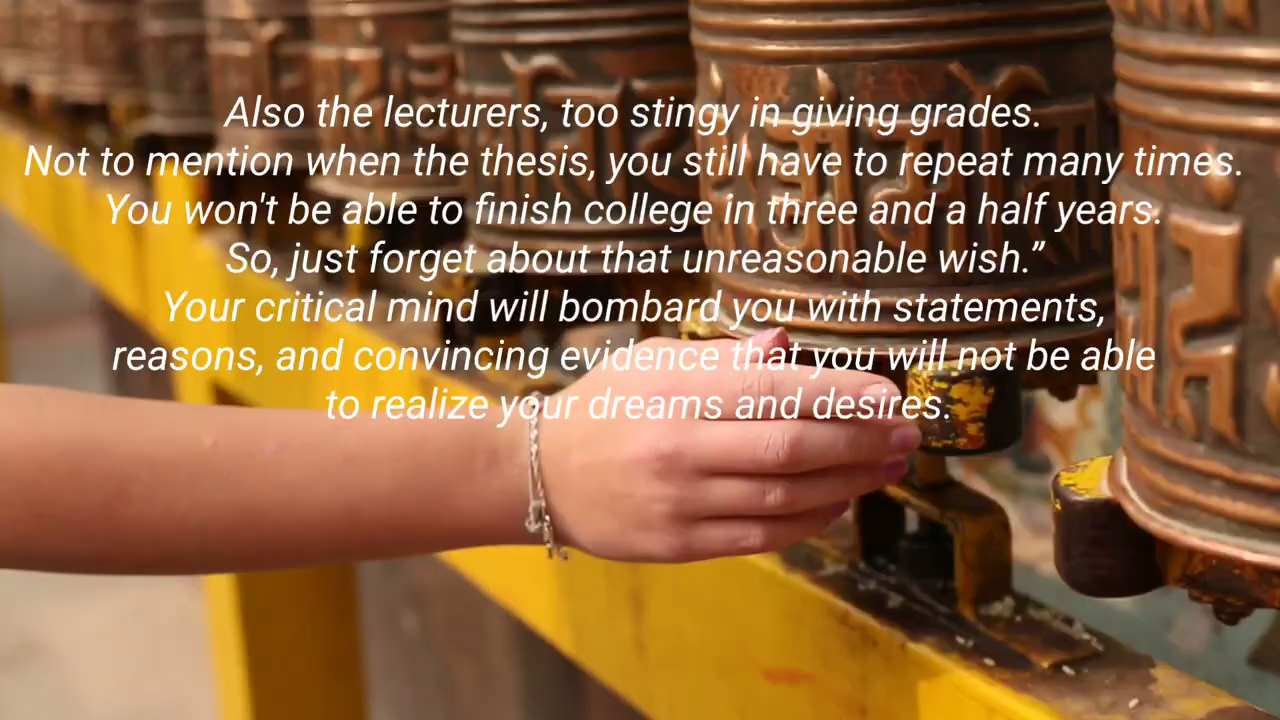 Also the lecturers, too stingy in giving grades.
Not to mention when the thesis, you still have to repeat many times.
You won't be able to finish college in three and a half years.
So, just forget about that unreasonable wish.”
Your critical mind will bombard you with statements,
reasons, and convincing evidence that you will not be able
to realize your dreams and desires.